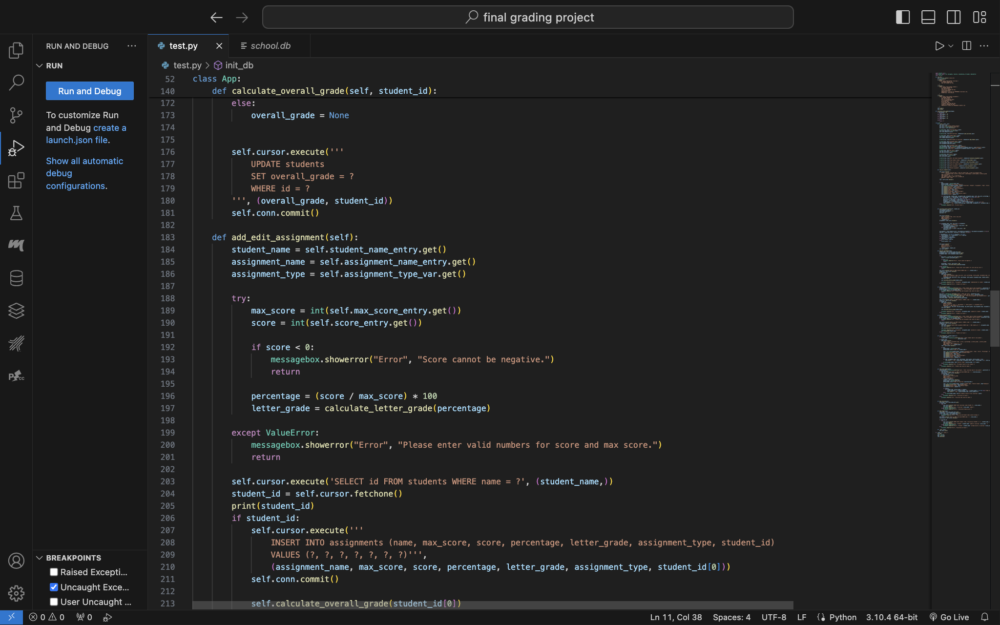 final grading project
RUN AND DEBUG
RUN
Run and Debug
To customize Run
and Debug create a
launch.json file.
Show all automatic
debug
configurations.
BREAKPOINTS
Raised Excepti...
Uncaught Exce...
User Uncaught ...
test.py
school.db
test.py > init_db
52 class App:
140 def calculate_overall_grade(self, student_id):
172 else:
173 overall_grade = None
174
175
176 self.cursor.execute('''
177 UPDATE students
178 SET overall_grade = ?
179 WHERE id = ?
180 ''', (overall_grade, student_id))
181 self.conn.commit()
182
183 def add_edit_assignment(self):
184 student_name = self.student_name_entry.get()
185 assignment_name = self.assignment_name_entry.get()
186 assignment_type = self.assignment_type_var.get()
187
188 try:
189 max_score = int(self.max_score_entry.get())
190 score = int(self.score_entry.get())
191
192 if score < 0:
193 messagebox.showerror("Error", "Score cannot be negative.")
194 return
195
196 percentage = (score / max_score) * 100
197 letter_grade = calculate_letter_grade(percentage)
198
199 except ValueError:
200 messagebox.showerror("Error", "Please enter valid numbers for score and max score.")
201 return
202
203 self.cursor.execute('SELECT id FROM students WHERE name = ?', (student_name,))
204 student_id = self.cursor.fetchone()
205 print(student_id)
206 if student_id:
207 self.cursor.execute('''
208 INSERT INTO assignments (name, max_score, score, percentage, letter_grade, assignment_type, student_id)
209 VALUES (?, ?, ?, ?, ?, ?, ?)''',
210 (assignment_name, max_score, score, percentage, letter_grade, assignment_type, student_id[0]))
211 self.conn.commit()
212
213 self.calculate_overall_grade(student_id[0])
0 0 0
Ln 11, Col 38 Spaces: 4 UTF-8 LF Python 3.10.4 64-bit Go Live